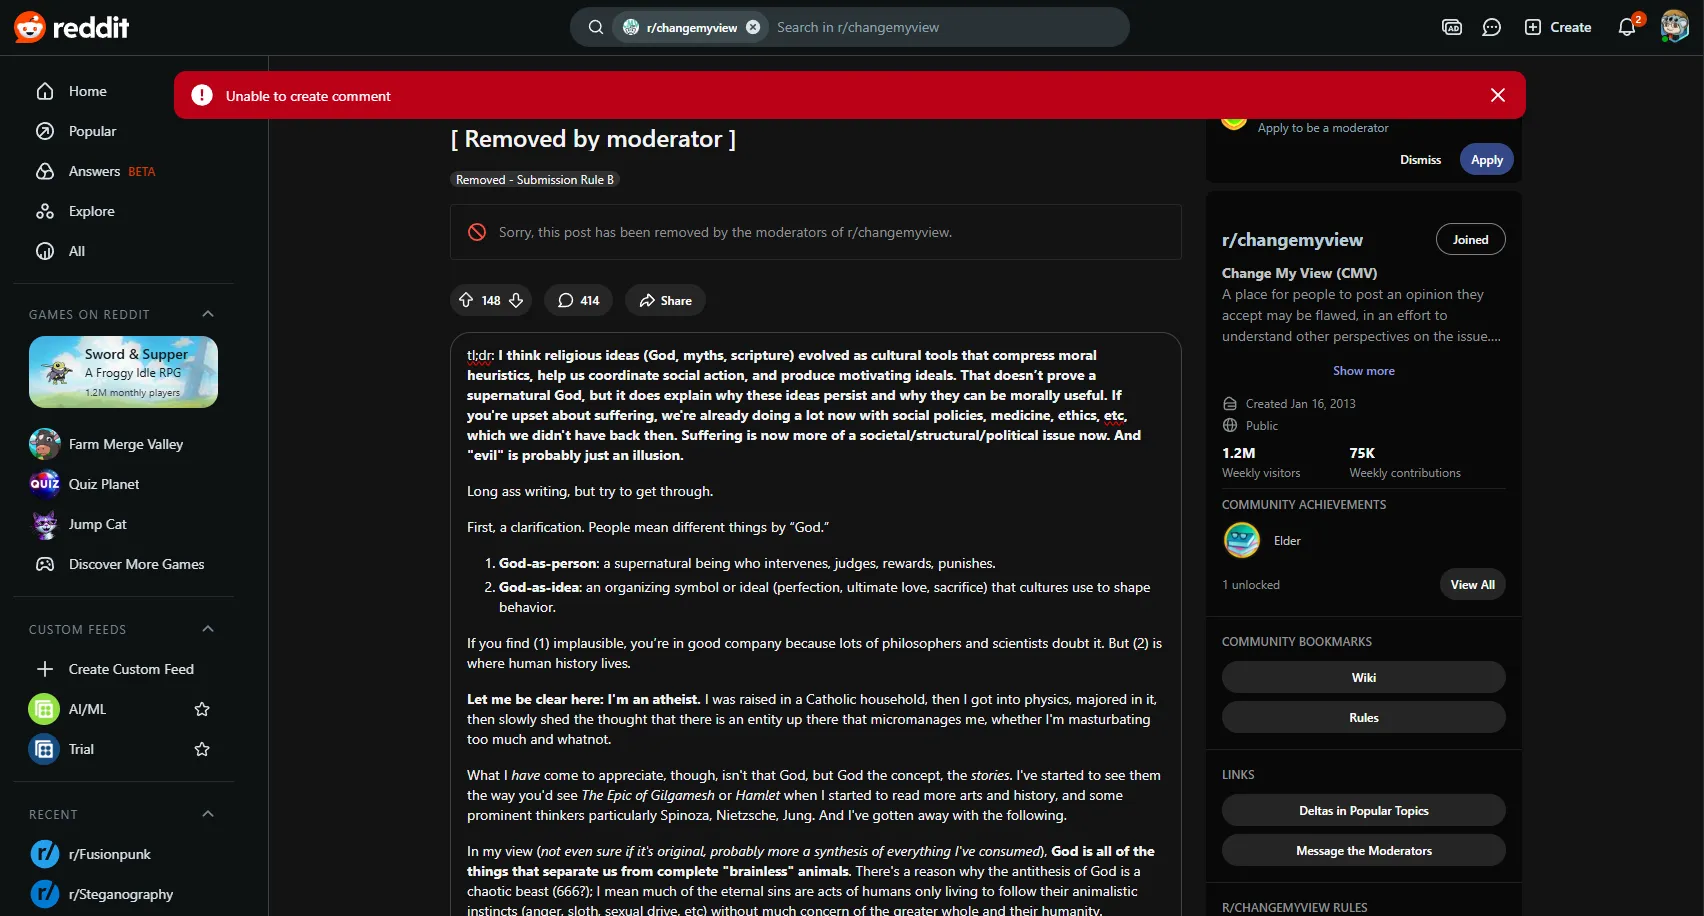 reddit
r/changemyview
Search in r/changemyview
AD
Create
2
Unable to create comment
Home
Popular
Answers BETA
Explore
All
GAMES ON REDDIT
Sword & Supper
A Froggy Idle RPG
1.2M monthly players
Farm Merge Valley
QUIZ
Quiz Planet
Jump Cat
Discover More Games
CUSTOM FEEDS
Create Custom Feed
AI/ML
Trial
RECENT
r/
r/Fusionpunk
r/
r/Steganography
[ Removed by moderator ]
Removed - Submission Rule B
Sorry, this post has been removed by the moderators of r/changemyview.
148
414
Share
tl;dr: I think religious ideas (God, myths, scripture) evolved as cultural tools that compress moral
heuristics, help us coordinate social action, and produce motivating ideals. That doesn’t prove a
supernatural God, but it does explain why these ideas persist and why they can be morally useful. If
you're upset about suffering, we're already doing a lot now with social policies, medicine, ethics, etc,
which we didn't have back then. Suffering is now more of a societal/structural/political issue now. And
"evil" is probably just an illusion.
Long ass writing, but try to get through.
First, a clarification. People mean different things by “God.”
1. God-as-person: a supernatural being who intervenes, judges, rewards, punishes.
2. God-as-idea: an organizing symbol or ideal (perfection, ultimate love, sacrifice) that cultures use to shape
behavior.
If you find (1) implausible, you’re in good company because lots of philosophers and scientists doubt it. But (2) is
where human history lives.
Let me be clear here: I'm an atheist. I was raised in a Catholic household, then I got into physics, majored in it,
then slowly shed the thought that there is an entity up there that micromanages me, whether I'm masturbating
too much and whatnot.
What I have come to appreciate, though, isn't that God, but God the concept, the stories. I've started to see them
the way you'd see The Epic of Gilgamesh or Hamlet when I started to read more arts and history, and some
prominent thinkers particularly Spinoza, Nietzsche, Jung. And I've gotten away with the following.
In my view (not even sure if it's original, probably more a synthesis of everything I've consumed), God is all of the
things that separate us from complete "brainless" animals. There's a reason why the antithesis of God is a
chaotic beast (666?); I mean much of the eternal sins are acts of humans only living to follow their animalistic
instincts (anger, sloth, sexual drive, etc) without much concern of the greater whole and their humanity.
Apply to be a moderator
Dismiss
Apply
r/changemyview
Joined
Change My View (CMV)
A place for people to post an opinion they
accept may be flawed, in an effort to
understand other perspectives on the issue....
Show more
Created Jan 16, 2013
Public
1.2M
75K
Weekly visitors
Weekly contributions
COMMUNITY ACHIEVEMENTS
Elder
1 unlocked
View All
COMMUNITY BOOKMARKS
Wiki
Rules
LINKS
Deltas in Popular Topics
Message the Moderators
R/CHANGEMYVIEW RULES